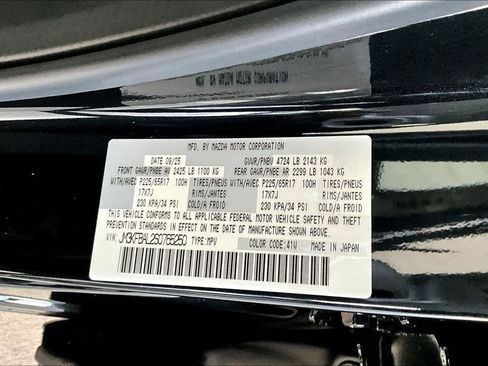 MFD. BY MAZDA MOTOR CORPORATION
DATE 09/25 GVWR/PNBV 4724 LB 2143 KG
FRONT GAWR/PNBE AV 2425 LB 1100 KG REAR GAWR/PNBE AR 2299 LB 1043 KG
WITH/AVEC P225/65R17 100H TIRES/PNEUS WITH/AVEC P225/65R17 100H TIRES/PNEUS
17X7J RIMS/JANTES 17X7J RIMS/JANTES
230 KPA/34 PSI COLD/A FROID 230 KPA/34 PSI COLD/A FROID
THIS VEHICLE CONFORMS TO ALL APPLICABLE FEDERAL MOTOR VEHICLE SAFETY AND THEFT
PREVENTION STANDARDS IN EFFECT ON THE DATE OF MANUFACTURE SHOWN ABOVE.
VIN: JM3KFBAL2S0765250 TYPE: MPV COLOR CODE: 41W MADE IN JAPAN